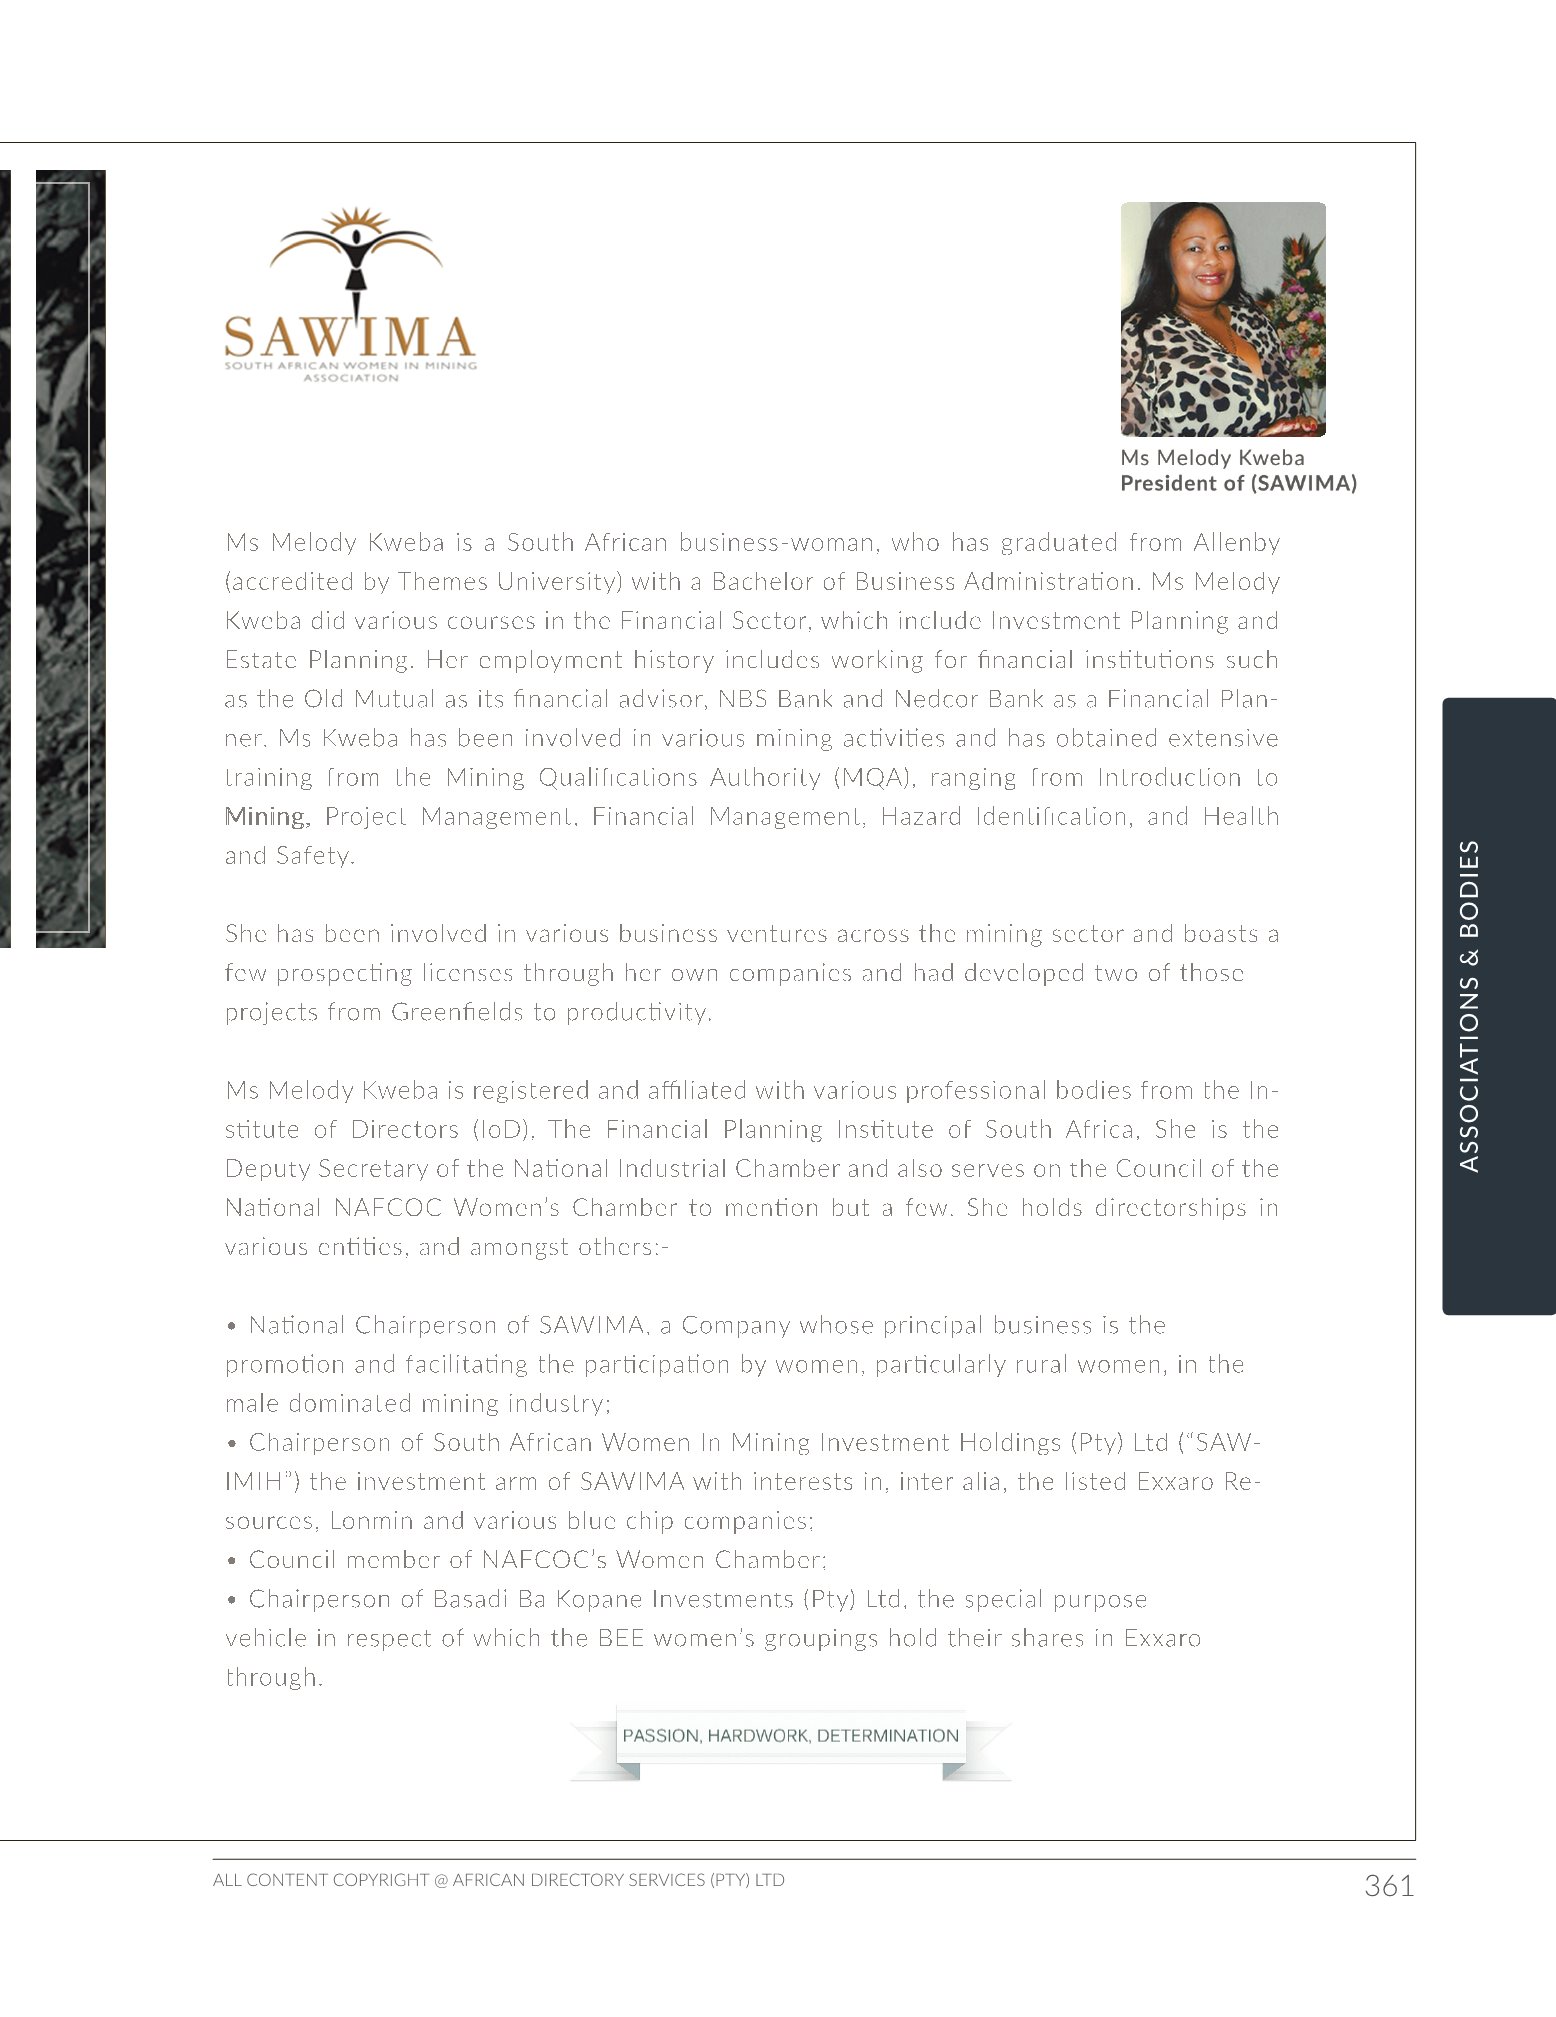 SAWIMA
SOUTH AFRICAN WOMEN IN MINING
ASSOCIATION
Ms Melody Kweba
President of (SAWIMA)
Ms Melody Kweba is a South African business-woman, who has graduated from Allenby
(accredited by Themes University) with a Bachelor of Business Administration. Ms Melody
Kweba did various courses in the Financial Sector, which include Investment Planning and
Estate Planning. Her employment history includes working for financial institutions such
as the Old Mutual as its financial advisor, NBS Bank and Nedcor Bank as a Financial Plan-
ner. Ms Kweba has been involved in various mining activities and has obtained extensive
training from the Mining Qualifications Authority (MQA), ranging from Introduction to
Mining, Project Management, Financial Management, Hazard Identification, and Health
and Safety.
She has been involved in various business ventures across the mining sector and boasts a
few prospecting licenses through her own companies and had developed two of those
projects from Greenfields to productivity.
Ms Melody Kweba is registered and affiliated with various professional bodies from the In-
stitute of Directors (IoD), The Financial Planning Institute of South Africa, She is the
Deputy Secretary of the National Industrial Chamber and also serves on the Council of the
National NAFCOC Women's Chamber to mention but a few. She holds directorships in
various entities, and amongst others:-
• National Chairperson of SAWIMA, a Company whose principal business is the
promotion and facilitating the participation by women, particularly rural women, in the
male dominated mining industry;
• Chairperson of South African Women In Mining Investment Holdings (Pty) Ltd (“SAW-
IMIH”) the investment arm of SAWIMA with interests in, inter alia, the listed Exxaro Re-
sources, Lonmin and various blue chip companies;
• Council member of NAFCOC's Women Chamber;
• Chairperson of Basadi Ba Kopane Investments (Pty) Ltd, the special purpose
vehicle in respect of which the BEE women's groupings hold their shares in Exxaro
through.
PASSION, HARDWORK, DETERMINATION
ASSOCIATIONS & BODIES
ALL CONTENT COPYRIGHT @ AFRICAN DIRECTORY SERVICES (PTY) LTD
361